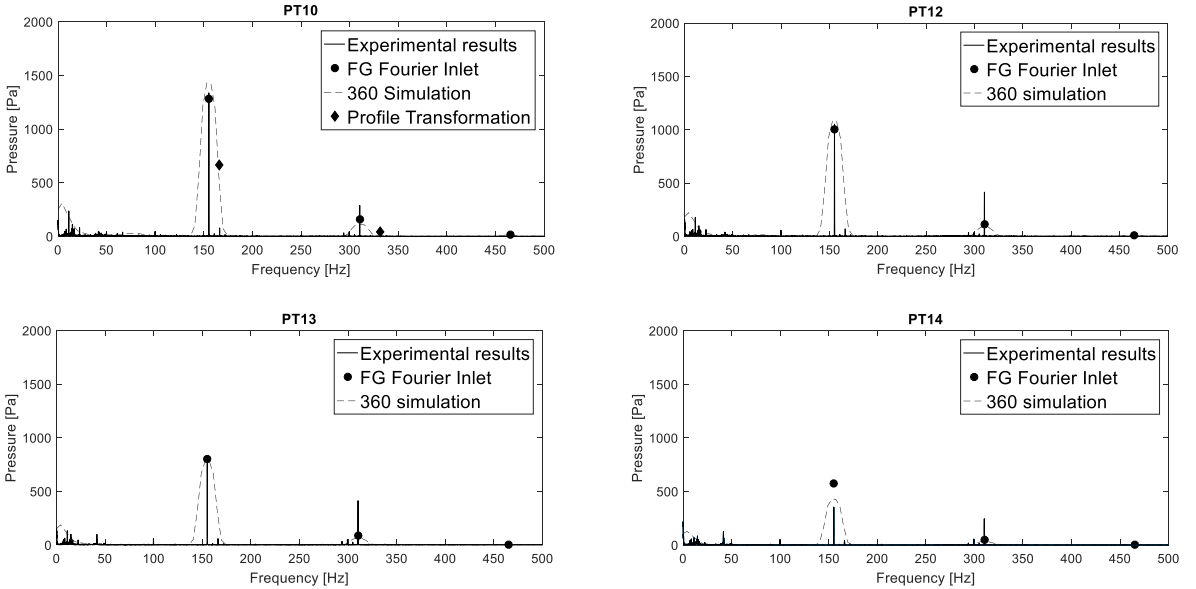 PT10
2000
1500
1000
500
0
Pressure [Pa]
Experimental results
FG Fourier Inlet
360 Simulation
Profile Transformation
0 50 100 150 200 250 300 350 400 450 500
Frequency [Hz]
PT12
2000
1500
1000
500
0
Pressure [Pa]
Experimental results
FG Fourier Inlet
360 simulation
0 50 100 150 200 250 300 350 400 450 500
Frequency [Hz]
PT13
2000
1500
1000
500
0
Pressure [Pa]
Experimental results
FG Fourier Inlet
360 simulation
0 50 100 150 200 250 300 350 400 450 500
Frequency [Hz]
PT14
2000
1500
1000
500
0
Pressure [Pa]
Experimental results
FG Fourier Inlet
360 simulation
0 50 100 150 200 250 300 350 400 450 500
Frequency [Hz]